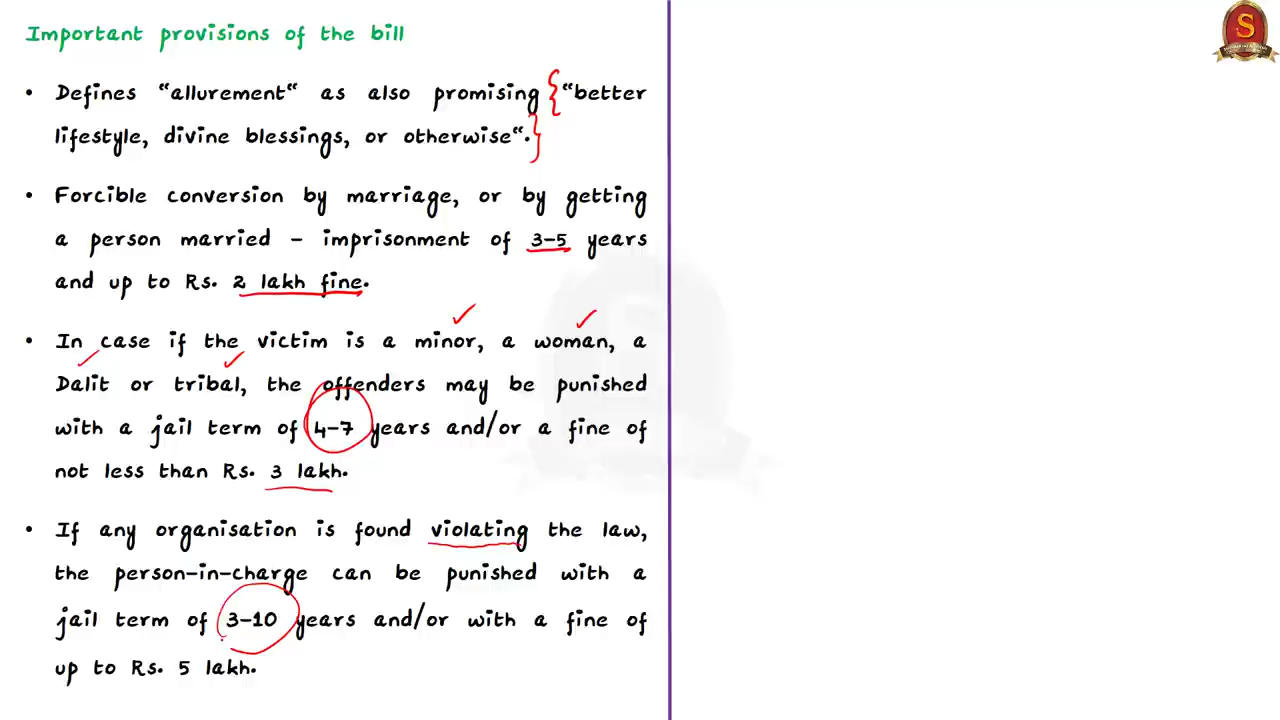 Important provisions of the bill
• Defines "allurement" as also promising "better
lifestyle, divine blessings, or otherwise".
• Forcible conversion by marriage, or by getting
a person married - imprisonment of 3-5 years
and up to Rs. 2 lakh fine.
• In case if the victim is a minor, a woman, a
Dalit or tribal, the offenders may be punished
with a jail term of 4-7 years and/or a fine of
not less than Rs. 3 lakh.
• If any organisation is found violating the law,
the person-in-charge can be punished with a
jail term of 3-10 years and/or with a fine of
up to Rs. 5 lakh.
S